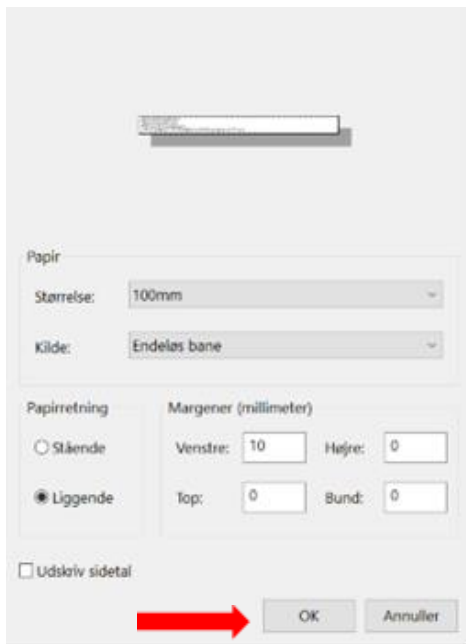 Papir
Størrelse: 100mm
Kilde: Endeløs bane
Papirretning Margener (millimeter)
Stående Venstre: 10 Højre: 0
Liggende Top: 0 Bund: 0
Udskriv sidetal
OK Annuller